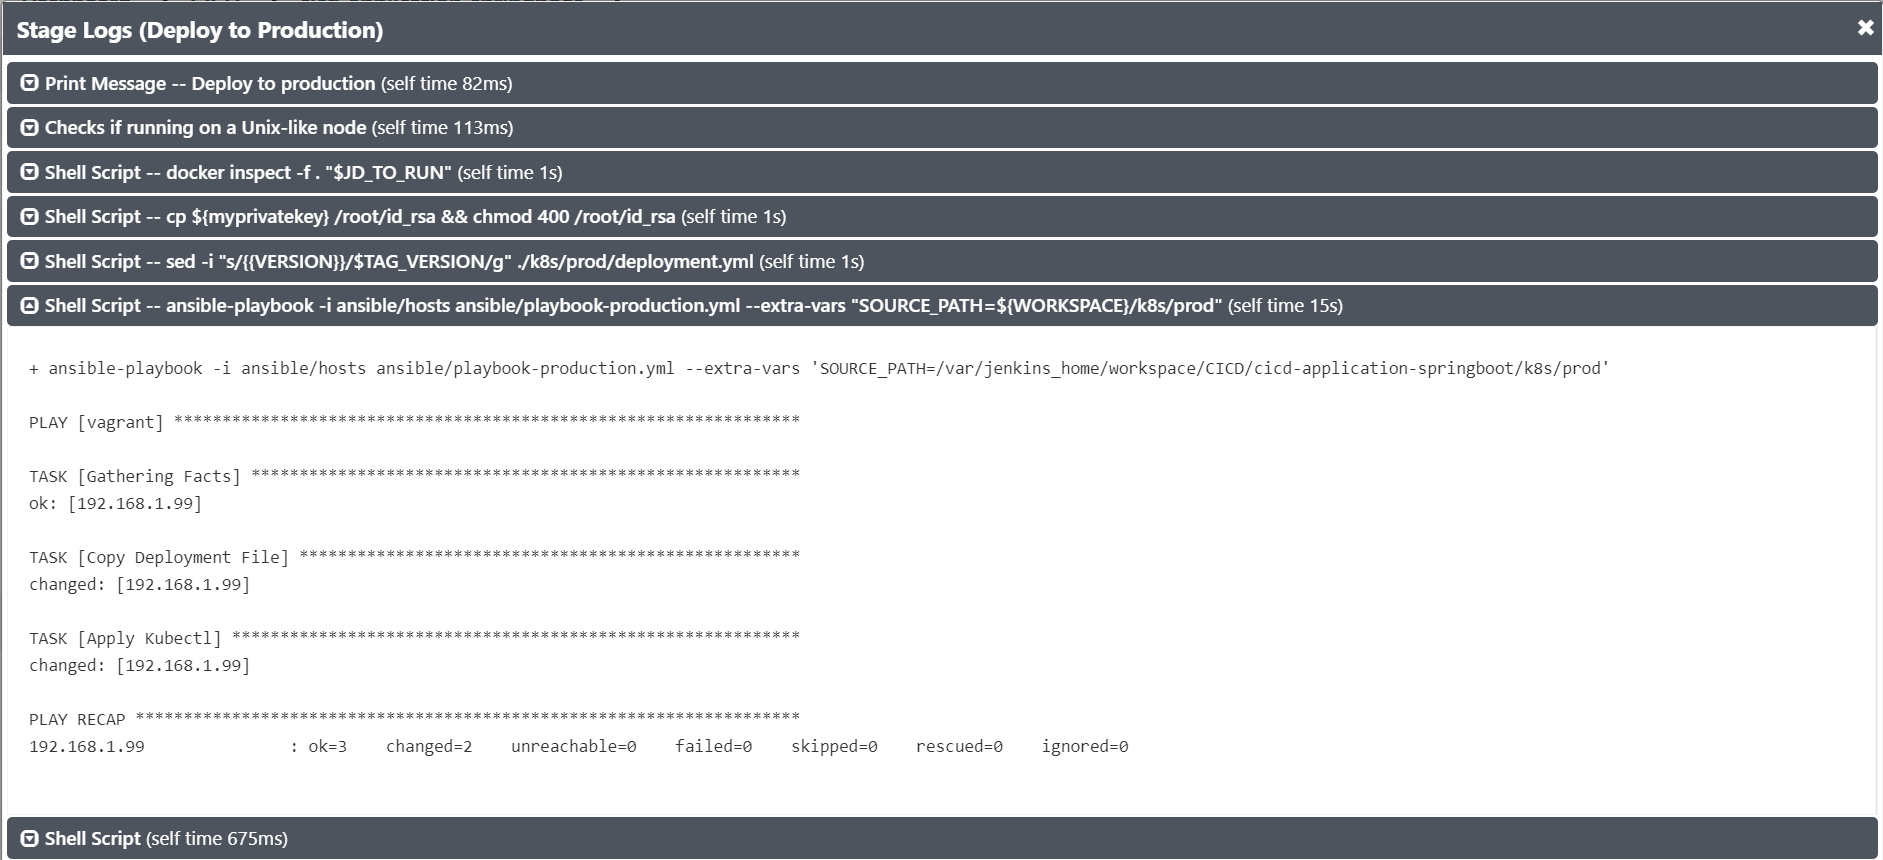 Stage Logs (Deploy to Production)
Print Message -- Deploy to production (self time 82ms)
Checks if running on a Unix-like node (self time 113ms)
Shell Script -- docker inspect -f . "$JD_TO_RUN" (self time 1s)
Shell Script -- cp ${myprivatekey} /root/id_rsa && chmod 400 /root/id_rsa (self time 1s)
Shell Script -- sed -i "s/{{VERSION}}/$TAG_VERSION/g" ./k8s/prod/deployment.yml (self time 1s)
Shell Script -- ansible-playbook -i ansible/hosts ansible/playbook-production.yml --extra-vars "SOURCE_PATH=${WORKSPACE}/k8s/prod" (self time 15s)
+ ansible-playbook -i ansible/hosts ansible/playbook-production.yml --extra-vars 'SOURCE_PATH=/var/jenkins_home/workspace/CICD/cicd-application-springboot/k8s/prod'
PLAY [vagrant] *****************************************************************
TASK [Gathering Facts] *********************************************************
ok: [192.168.1.99]
TASK [Copy Deployment File] ****************************************************
changed: [192.168.1.99]
TASK [Apply Kubectl] ***********************************************************
changed: [192.168.1.99]
PLAY RECAP *********************************************************************
192.168.1.99 : ok=3 changed=2 unreachable=0 failed=0 skipped=0 rescued=0 ignored=0
Shell Script (self time 675ms)